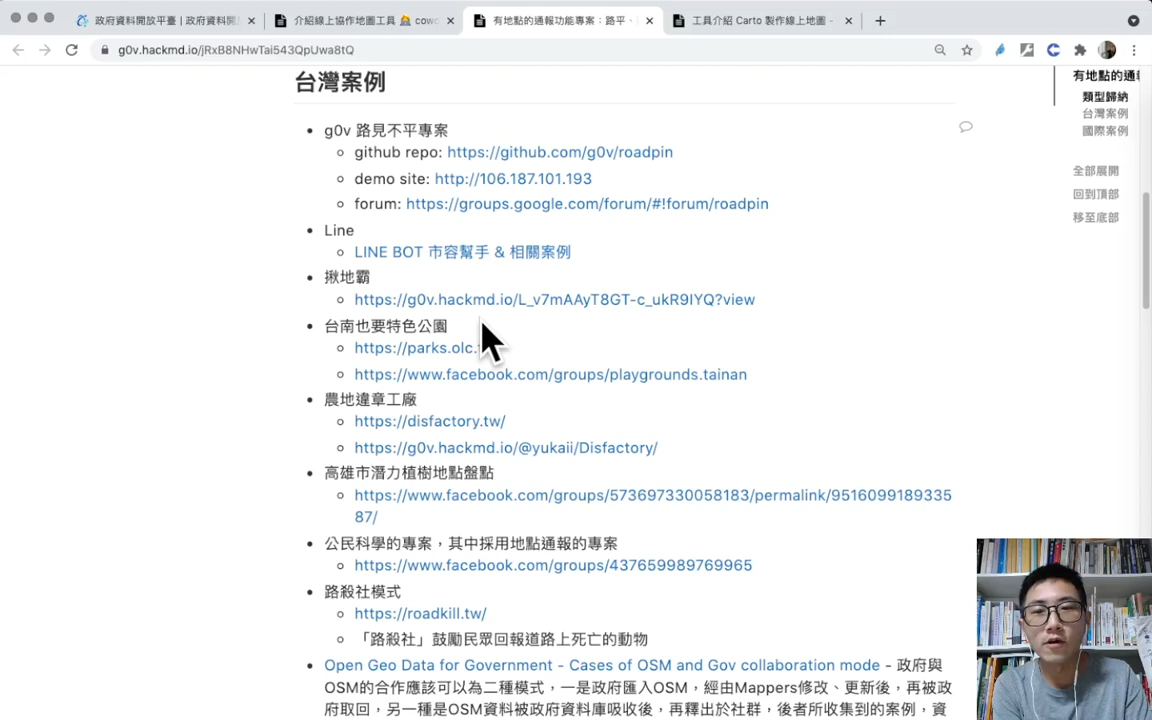 政府資料開放平臺 | 政府資料開
介紹線上協作地圖工具 cowo
有地點的通報功能專案：路平、
工具介紹 Carto 製作線上地圖 -
g0v.hackmd.io/jRxB8NHwTai543QpUwa8tQ
台灣案例
g0v 路見不平專案
github repo: https://github.com/g0v/roadpin
demo site: http://106.187.101.193
forum: https://groups.google.com/forum/#!forum/roadpin
Line
LINE BOT 市容幫手 & 相關案例
揪地霸
https://g0v.hackmd.io/L_v7mAAyT8GT-c_ukR9IYQ?view
台南也要特色公園
https://parks.olc.
https://www.facebook.com/groups/playgrounds.tainan
農地違章工廠
https://disfactory.tw/
https://g0v.hackmd.io/@yukaii/Disfactory/
高雄市潛力植樹地點盤點
https://www.facebook.com/groups/573697330058183/permalink/9516099189335
87/
公民科學的專案，其中採用地點通報的專案
https://www.facebook.com/groups/437659989769965
路殺社模式
https://roadkill.tw/
「路殺社」鼓勵民眾回報道路上死亡的動物
Open Geo Data for Government - Cases of OSM and Gov collaboration mode - 政府與
OSM的合作應該可以為二種模式，一是政府匯入OSM，經由Mappers修改、更新後，再被政
府取回，另一種是OSM資料被政府資料庫吸收後，再釋出於社群，後者所收集到的案例，資
有地點的通報
類型歸納
台灣案例
國際案例
全部展開
回到頂部
移至底部